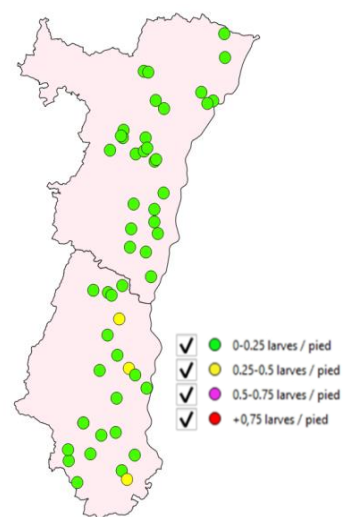 0-0.25 larves / pied
0.25-0.5 larves / pied
0.5-0.75 larves / pied
+0,75 larves / pied